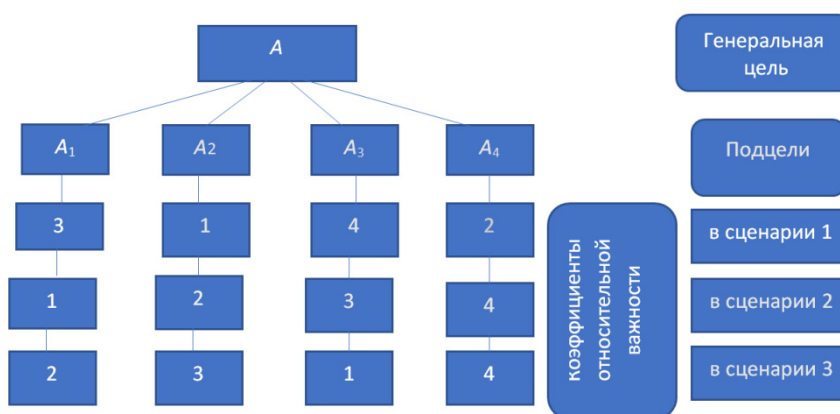 A
Генеральная
цель
A₁
A2
A₃
A₄
Подцели
3
1
4
2
в сценарии 1
1
2
3
4
в сценарии 2
2
3
1
4
в сценарии 3
коэффициенты
относительной
важности